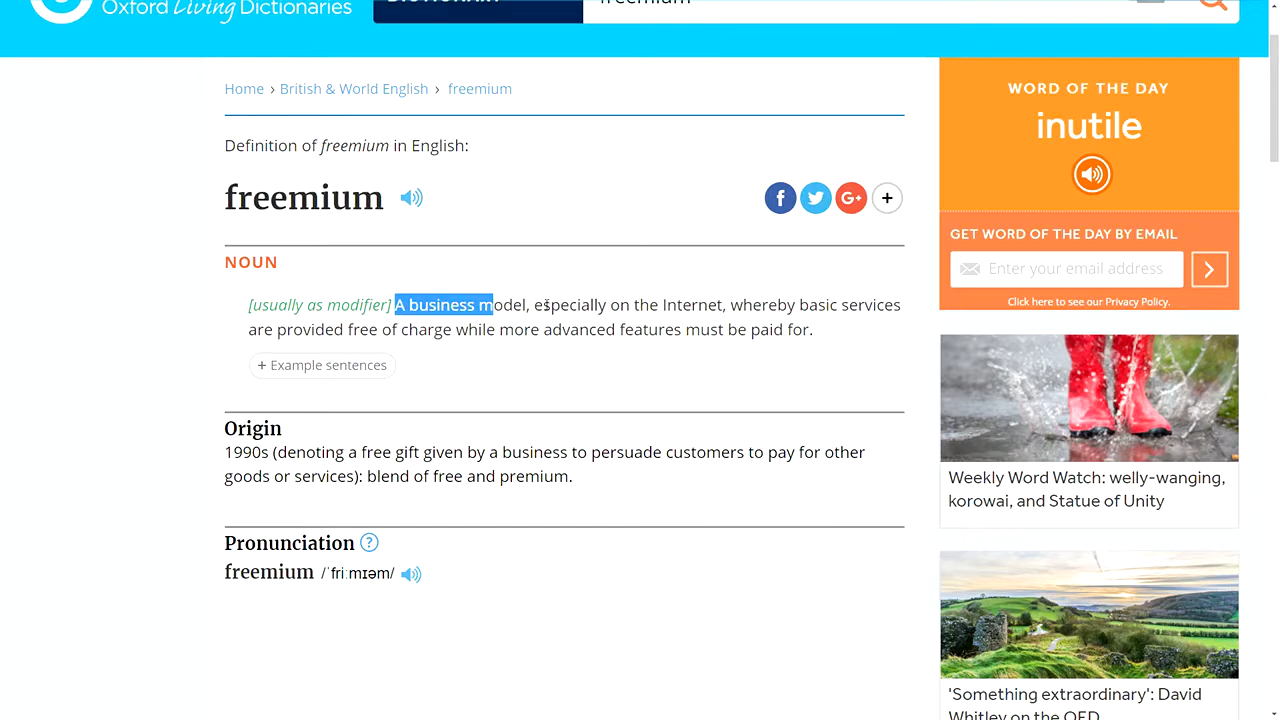 Oxford Living Dictionaries
DICTIONARY
freemium
Home › British & World English › freemium
Definition of freemium in English:
freemium
NOUN
[usually as modifier] A business model, especially on the Internet, whereby basic services
are provided free of charge while more advanced features must be paid for.
+ Example sentences
Origin
1990s (denoting a free gift given by a business to persuade customers to pay for other
goods or services): blend of free and premium.
Pronunciation ?
freemium /ˈfriːmɪəm/
WORD OF THE DAY
inutile
GET WORD OF THE DAY BY EMAIL
Enter your email address
Click here to see our Privacy Policy.
Weekly Word Watch: welly-wanging,
korowai, and Statue of Unity
'Something extraordinary': David
Whitley on the OED